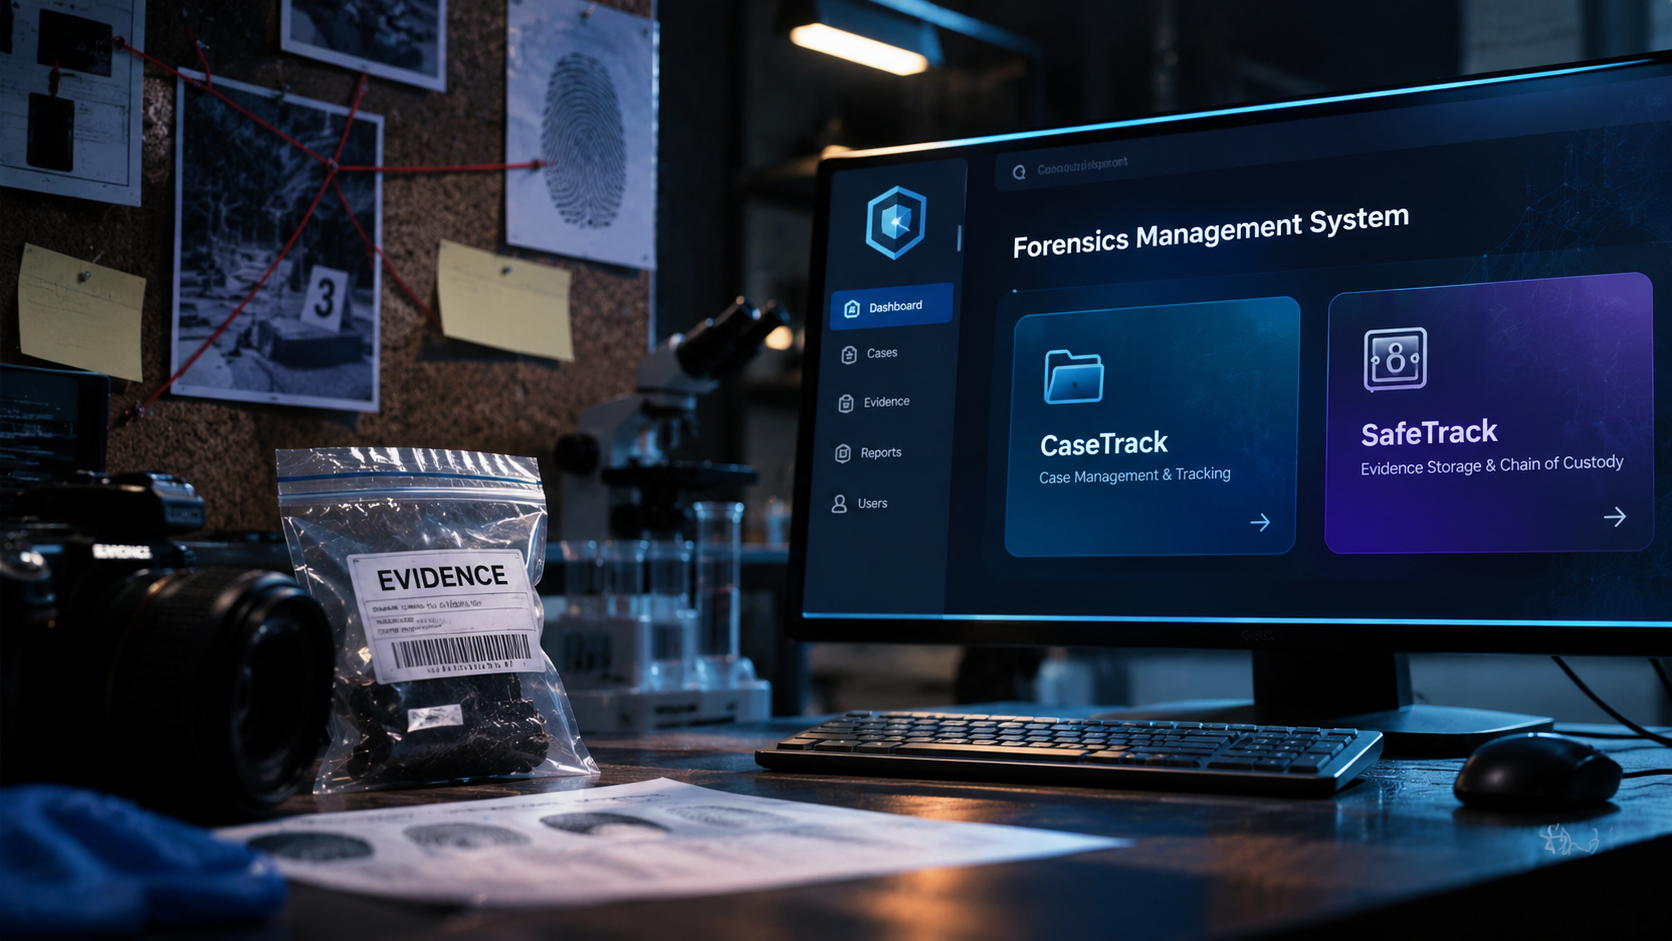 3
EVIDENCE
Dashboard
Cases
Evidence
Reports
Users
Forensics Management System
CaseTrack
Case Management & Tracking
8
SafeTrack
Evidence Storage & Chain of Custody